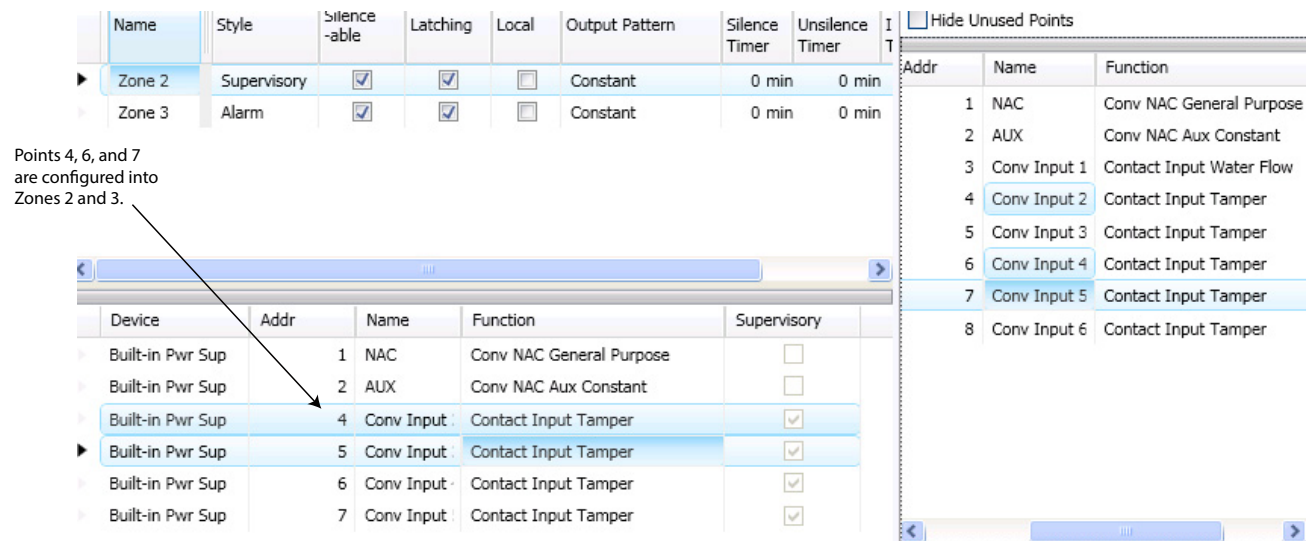 Name Style Silence -able Latching Local Output Pattern Silence Timer Unsilence Timer
Zone 2 Supervisory Constant 0 min 0 min
Zone 3 Alarm Constant 0 min 0 min
Points 4, 6, and 7
are configured into
Zones 2 and 3.
Device Addr Name Function Supervisory
Built-in Pwr Sup 1 NAC Conv NAC General Purpose
Built-in Pwr Sup 2 AUX Conv NAC Aux Constant
Built-in Pwr Sup 4 Conv Input Contact Input Tamper
Built-in Pwr Sup 5 Conv Input Contact Input Tamper
Built-in Pwr Sup 6 Conv Input Contact Input Tamper
Built-in Pwr Sup 7 Conv Input Contact Input Tamper
Hide Unused Points
Addr Name Function
1 NAC Conv NAC General Purpose
2 AUX Conv NAC Aux Constant
3 Conv Input 1 Contact Input Water Flow
4 Conv Input 2 Contact Input Tamper
5 Conv Input 3 Contact Input Tamper
6 Conv Input 4 Contact Input Tamper
7 Conv Input 5 Contact Input Tamper
8 Conv Input 6 Contact Input Tamper